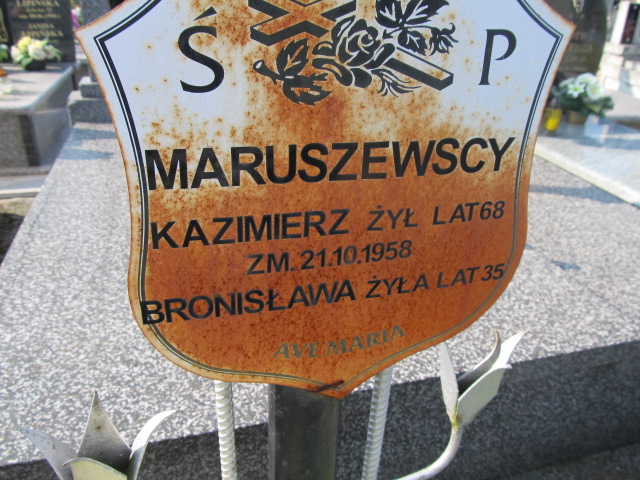 Ś P
MARUSZEWSCY
KAZIMIERZ ŻYŁ LAT 68
ZM. 21.10.1958
BRONISŁAWA ŻYŁA LAT 35
AVE MARIA